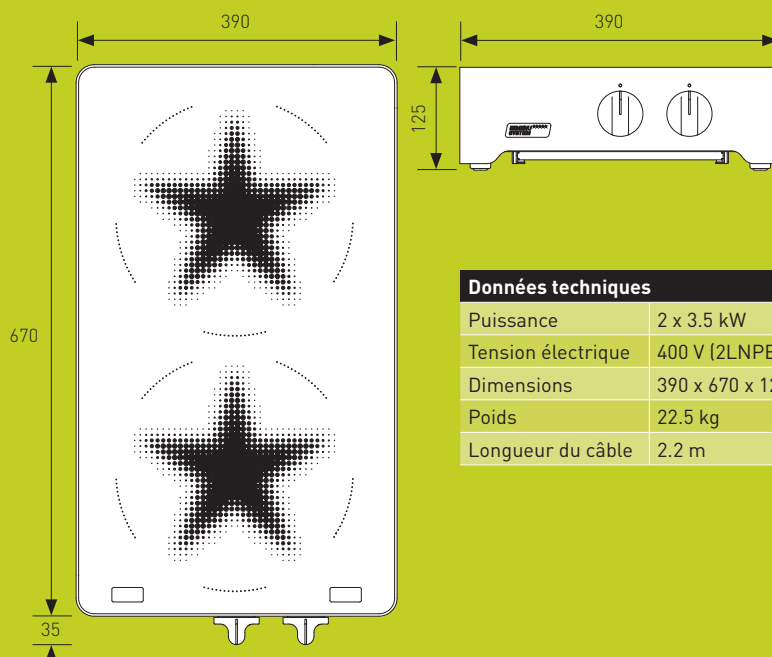 390
390
125
670
35
Données techniques
Puissance 2 x 3.5 kW
Tension électrique 400 V (2LNPE
Dimensions 390 x 670 x 12
Poids 22.5 kg
Longueur du câble 2.2 m